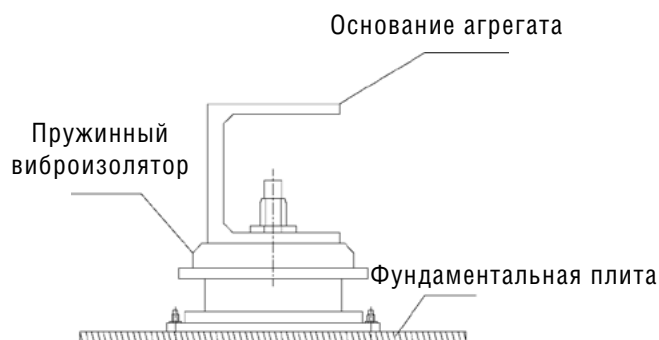 Основание агрегата
Пружинный
виброизолятор
Фундаментальная плита